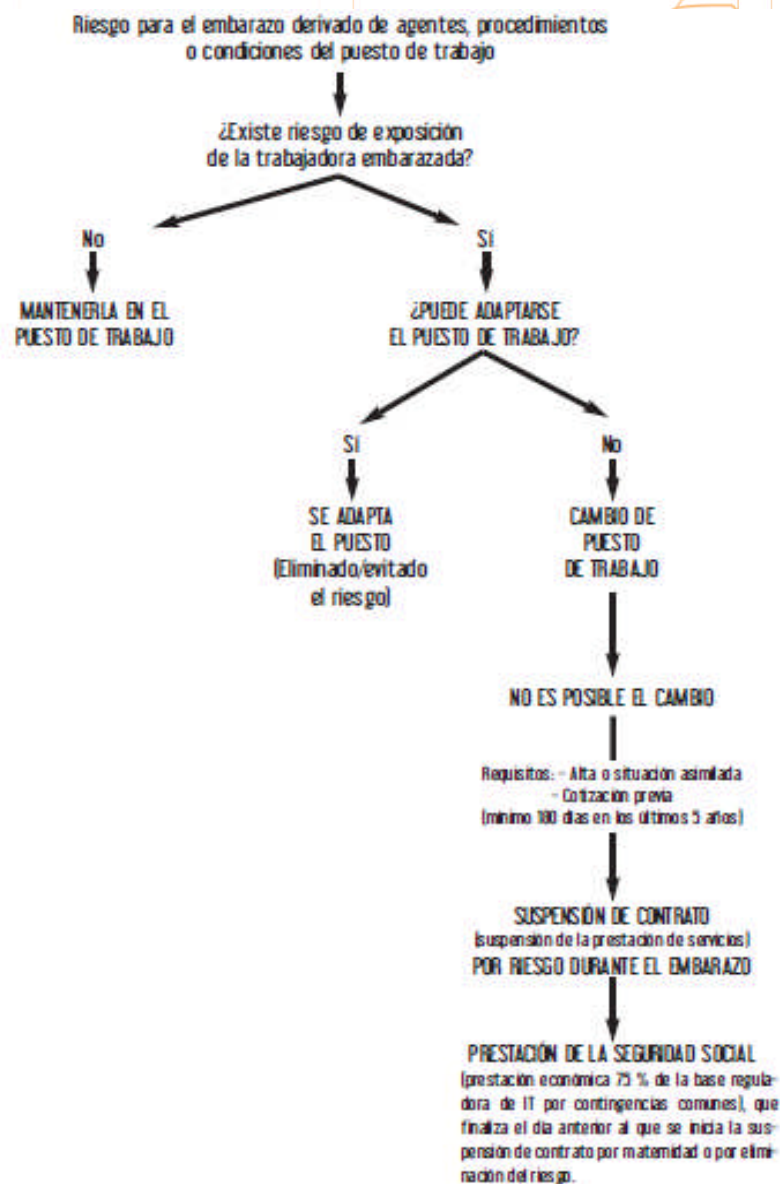 Riesgo para el embarazo derivado de agentes, procedimientos
o condiciones del puesto de trabajo
¿Existe riesgo de exposición
de la trabajadora embarazada?
No
Sí
MANTENERLA EN EL
PUESTO DE TRABAJO
¿PUEDE ADAPTARSE
EL PUESTO DE TRABAJO?
Sí
No
SE ADAPTA
EL PUESTO
(Eliminado/evitado
el riesgo)
CAMBIO DE
PUESTO
DE TRABAJO
NO ES POSIBLE EL CAMBIO
Requisitos: - Alta o situación asimilada
- Cotización previa
(mínimo 180 días en los últimos 5 años)
SUSPENSIÓN DE CONTRATO
(suspensión de la prestación de servicios)
POR RIESGO DURANTE EL EMBARAZO
PRESTACIÓN DE LA SEGURIDAD SOCIAL
(prestación económica 75 % de la base regula-
dora de IT por contingencias comunes), que
finaliza el día anterior al que se inicia la sus-
pensión de contrato por maternidad o por elimi-
nación del riesgo.